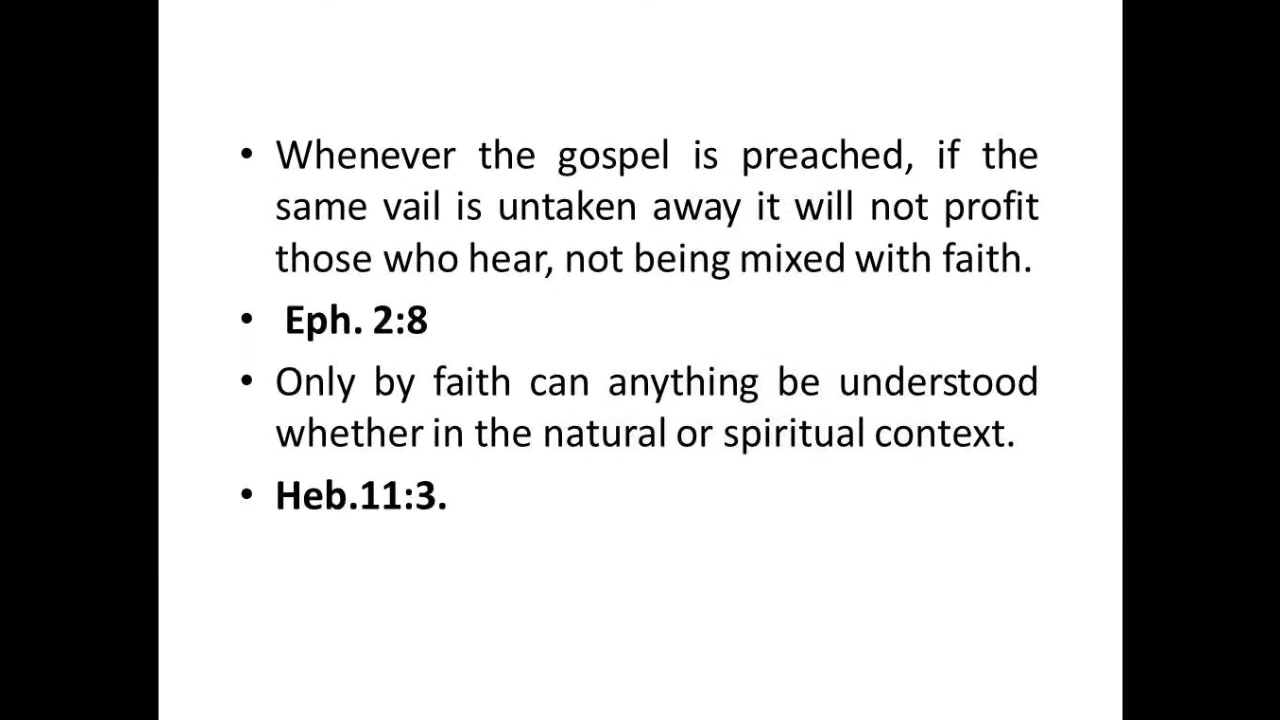 • Whenever the gospel is preached, if the
same vail is untaken away it will not profit
those who hear, not being mixed with faith.
• Eph. 2:8
• Only by faith can anything be understood
whether in the natural or spiritual context.
• Heb.11:3.